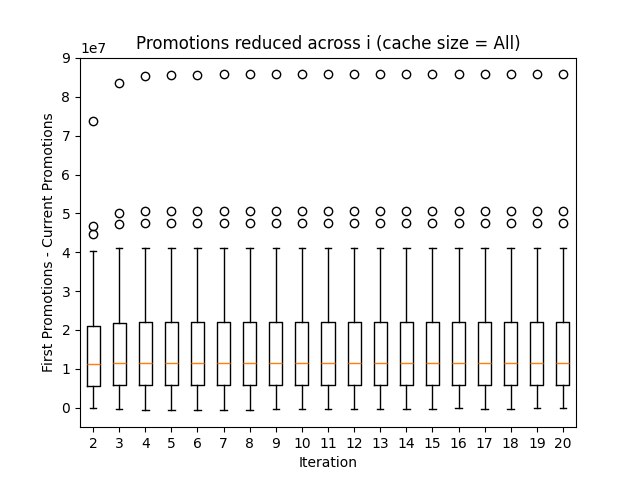 Promotions reduced across i (cache size = All)
1e7
First Promotions - Current Promotions
9
8
7
6
5
4
3
2
1
0
2 3 4 5 6 7 8 9 10 11 12 13 14 15 16 17 18 19 20
Iteration